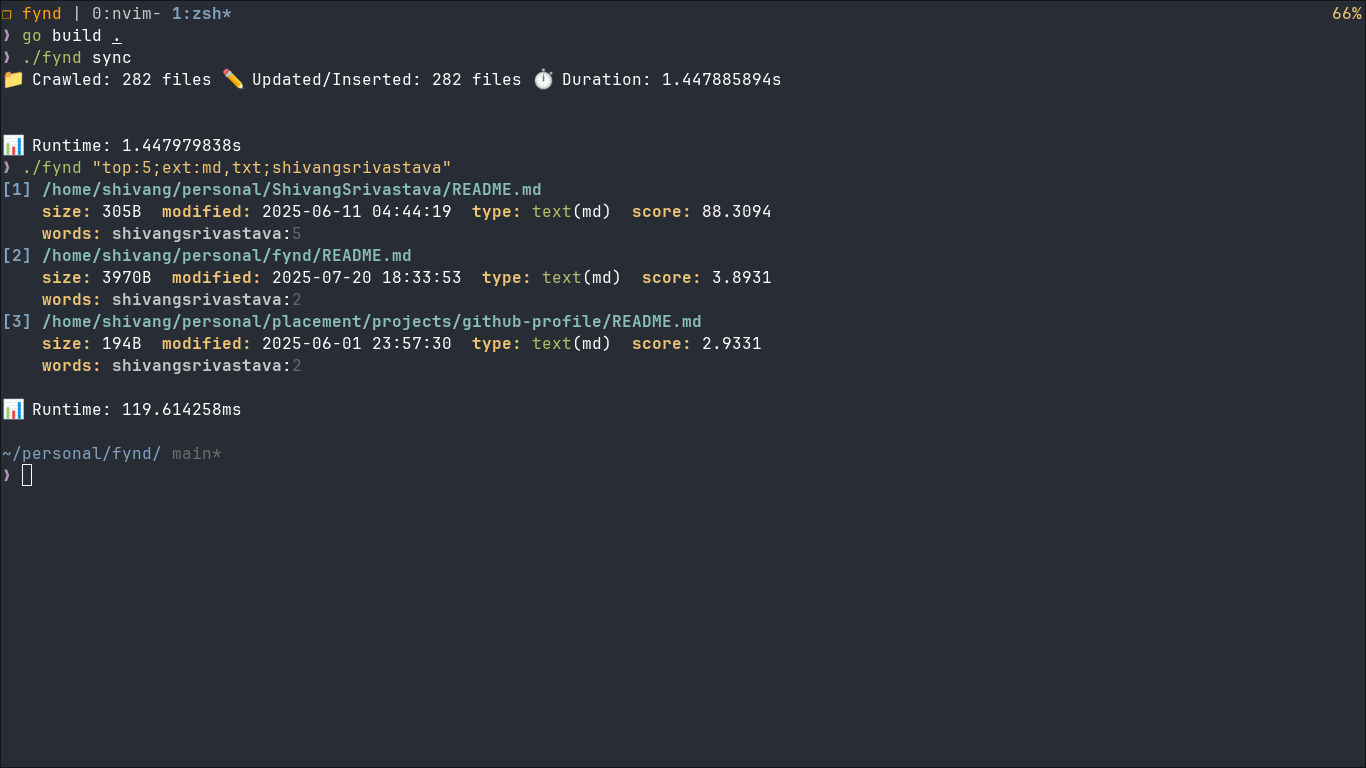 ❐ fynd | 0:nvim- 1:zsh* 66%
❫ go build .
❫ ./fynd sync
📁 Crawled: 282 files ✏️ Updated/Inserted: 282 files ⏱️ Duration: 1.447885894s
📊 Runtime: 1.447979838s
❫ ./fynd "top:5;ext:md,txt;shivangsrivastava"
[1] /home/shivang/personal/ShivangSrivastava/README.md
size: 305B modified: 2025-06-11 04:44:19 type: text(md) score: 88.3094
words: shivangsrivastava:5
[2] /home/shivang/personal/fynd/README.md
size: 3970B modified: 2025-07-20 18:33:53 type: text(md) score: 3.8931
words: shivangsrivastava:2
[3] /home/shivang/personal/placement/projects/github-profile/README.md
size: 194B modified: 2025-06-01 23:57:30 type: text(md) score: 2.9331
words: shivangsrivastava:2
📊 Runtime: 119.614258ms
~/personal/fynd/ main*
❫